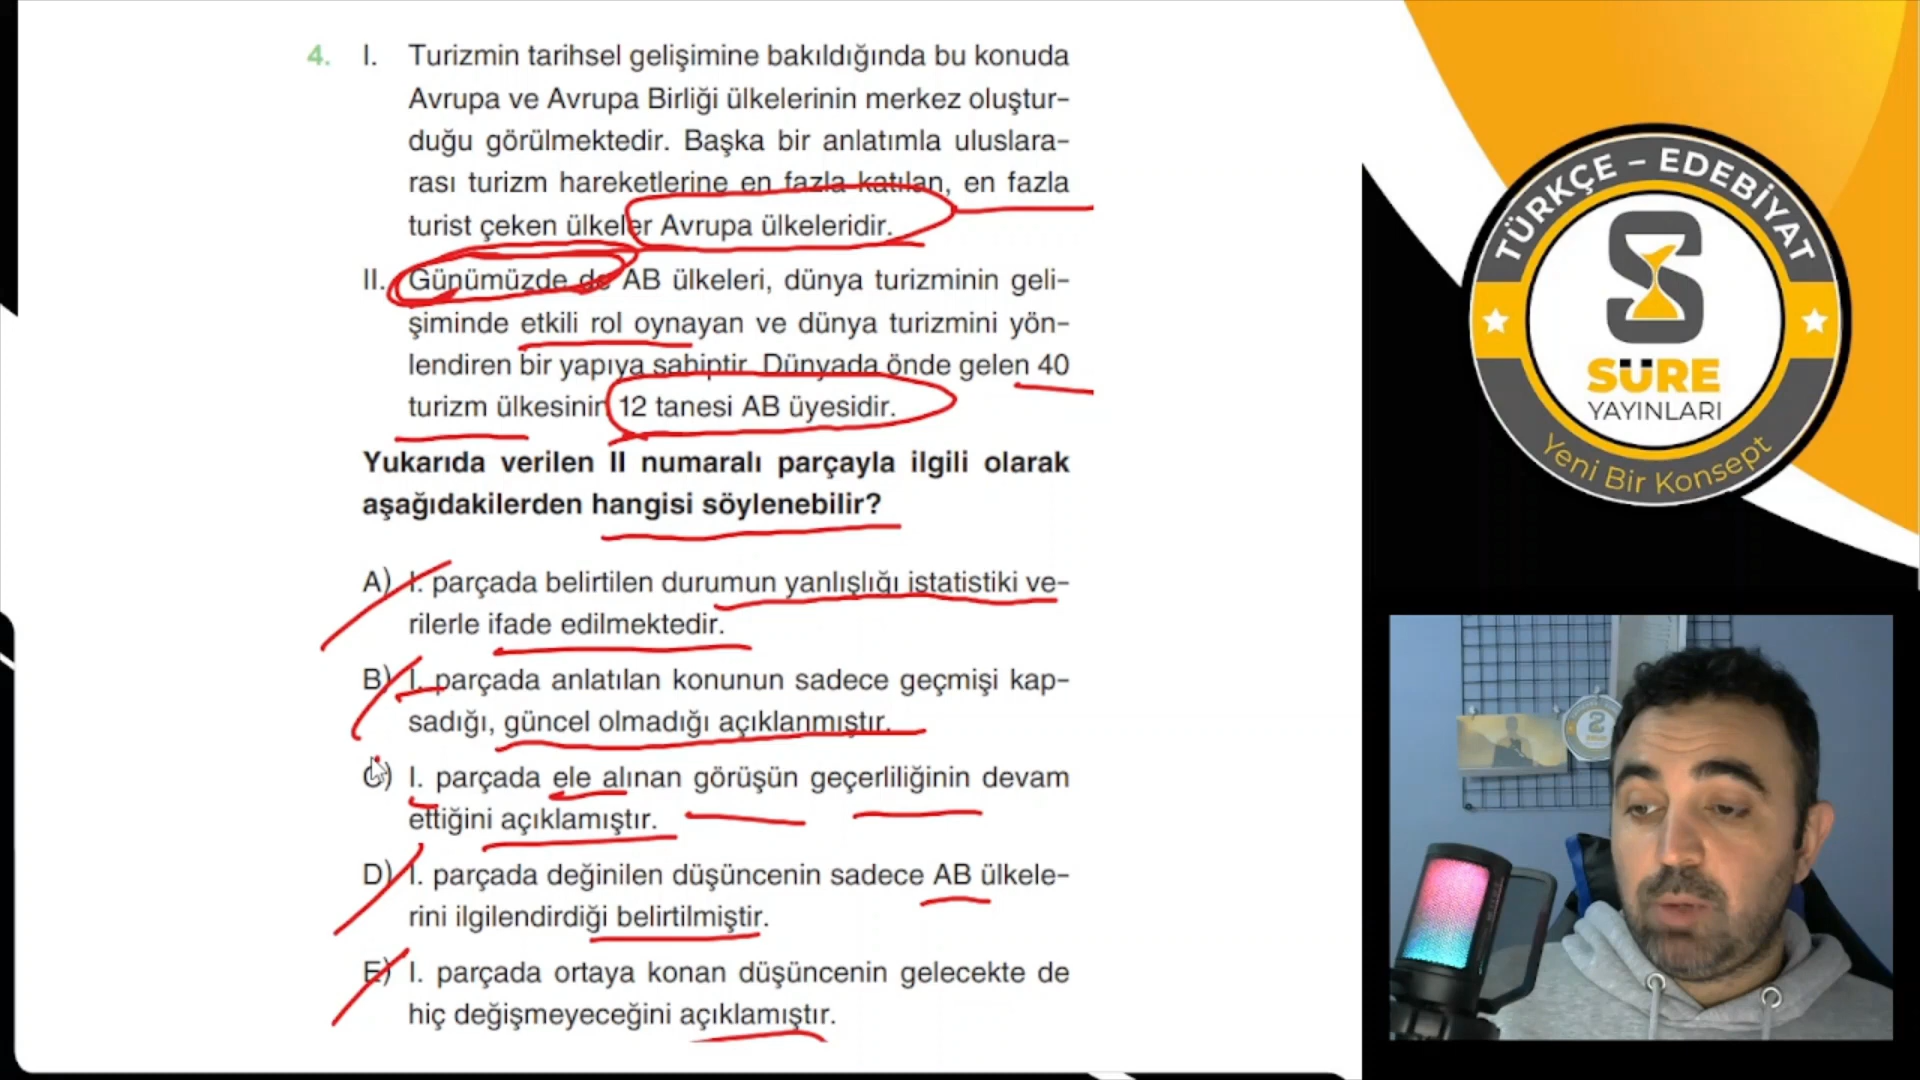 4. I. Turizmin tarihsel gelişimine bakıldığında bu konuda
Avrupa ve Avrupa Birliği ülkelerinin merkez oluştur-
duğu görülmektedir. Başka bir anlatımla uluslara-
rası turizm hareketlerine en fazla katılan, en fazla
turist çeken ülkeler Avrupa ülkeleridir.
II. Günümüzde de AB ülkeleri, dünya turizminin geli-
şiminde etkili rol oynayan ve dünya turizmini yön-
lendiren bir yapıya sahiptir. Dünyada önde gelen 40
turizm ülkesinin 12 tanesi AB üyesidir.
Yukarıda verilen II numaralı parçayla ilgili olarak
aşağıdakilerden hangisi söylenebilir?
A) I. parçada belirtilen durumun yanlışlığı istatistiki ve-
rilerle ifade edilmektedir.
B) I. parçada anlatılan konunun sadece geçmişi kap-
sadığı, güncel olmadığı açıklanmıştır.
C) I. parçada ele alınan görüşün geçerliliğinin devam
ettiğini açıklamıştır.
D) I. parçada değinilen düşüncenin sadece AB ülkele-
rini ilgilendirdiği belirtilmiştir.
E) I. parçada ortaya konan düşüncenin gelecekte de
hiç değişmeyeceğini açıklamıştır.
TÜRKÇE – EDEBİYAT
SÜRE
YAYINLARI
Yeni Bir Konsept